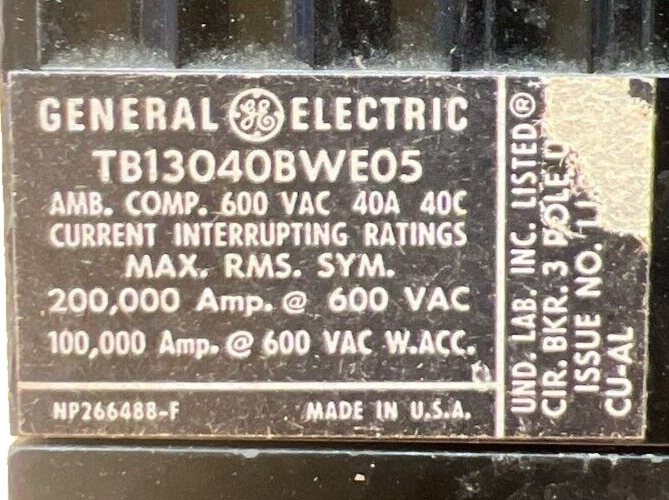 GENERAL GE ELECTRIC
TB13040BWE05
AMB. COMP. 600 VAC 40A 40C
CURRENT INTERRUPTING RATINGS
MAX. RMS. SYM.
200,000 Amp. @ 600 VAC
100,000 Amp. @ 600 VAC W.ACC.
NP266488-F
MADE IN U.S.A.
UND. LAB. INC. LISTED®
CIR. BKR. 3 POLE
ISSUE NO.
CU-AL